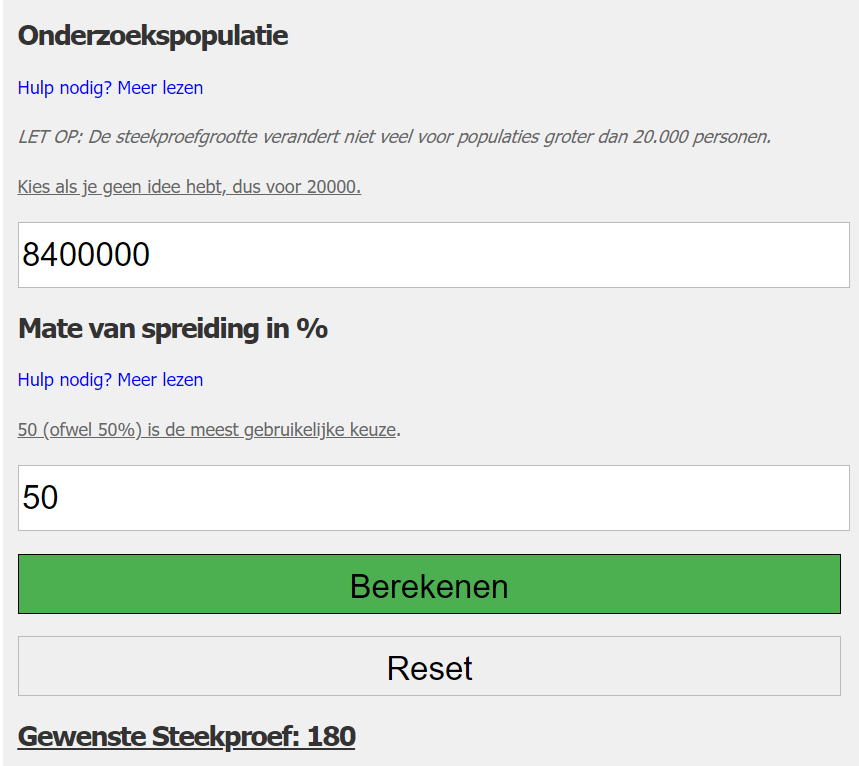 Onderzoekspopulatie
Hulp nodig? Meer lezen
LET OP: De steekproefgrootte verandert niet veel voor populaties groter dan 20.000 personen.
Kies als je geen idee hebt, dus voor 20000.
8400000
Mate van spreiding in %
Hulp nodig? Meer lezen
50 (ofwel 50%) is de meest gebruikelijke keuze.
50
Berekenen
Reset
Gewenste Steekproef: 180